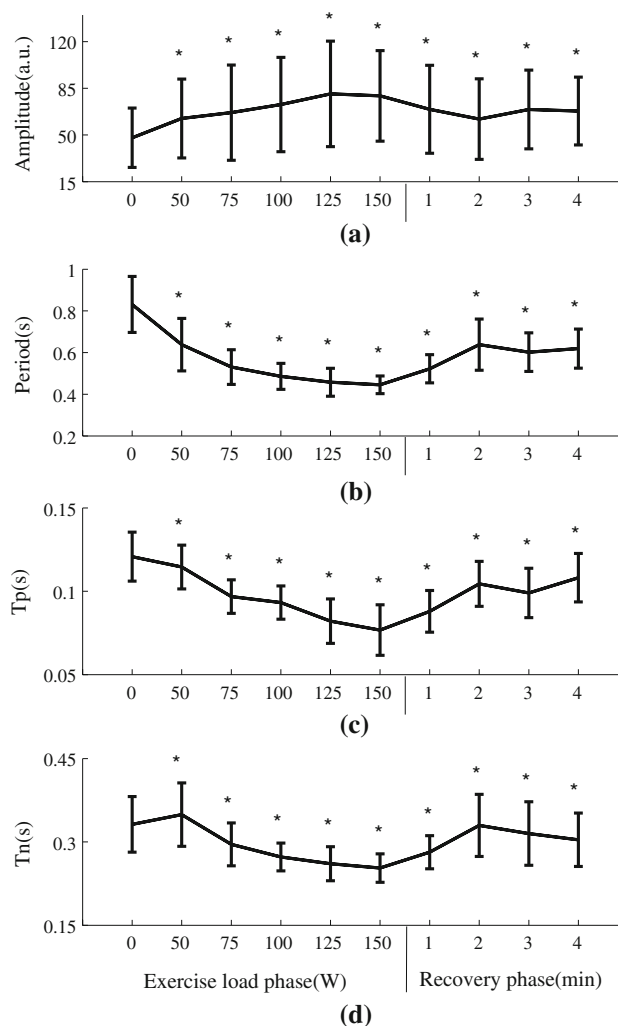 Amplitude(a.u.)
120
85
50
15
* * * * * * * * *
0 50 75 100 125 150 1 2 3 4
(a)
Period(s)
1
0.8
0.6
0.4
0.2
* * * * * * * * *
0 50 75 100 125 150 1 2 3 4
(b)
Tp(s)
0.15
0.1
0.05
* * * * * * * * *
0 50 75 100 125 150 1 2 3 4
(c)
Tn(s)
0.45
0.3
0.15
* * * * * * * * *
0 50 75 100 125 150 1 2 3 4
Exercise load phase(W) Recovery phase(min)
(d)